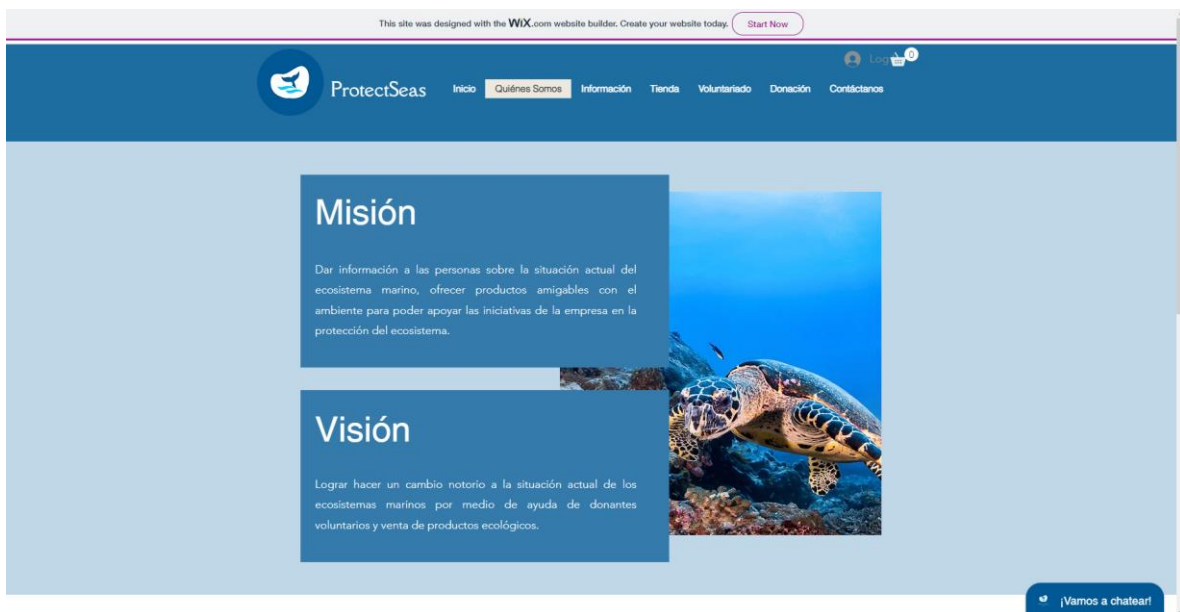 This site was designed with the WiX.com website builder. Create your website today. Start Now
Log 0
ProtectSeas Inicio Quiénes Somos Información Tienda Voluntariado Donación Contáctanos
Misión
Dar información a las personas sobre la situación actual del
ecosistema marino, ofrecer productos amigables con el
ambiente para poder apoyar las iniciativas de la empresa en la
protección del ecosistema.
Visión
Lograr hacer un cambio notorio a la situación actual de los
ecosistemas marinos por medio de ayuda de donantes
voluntarios y venta de productos ecológicos.
¡Vamos a chatear!